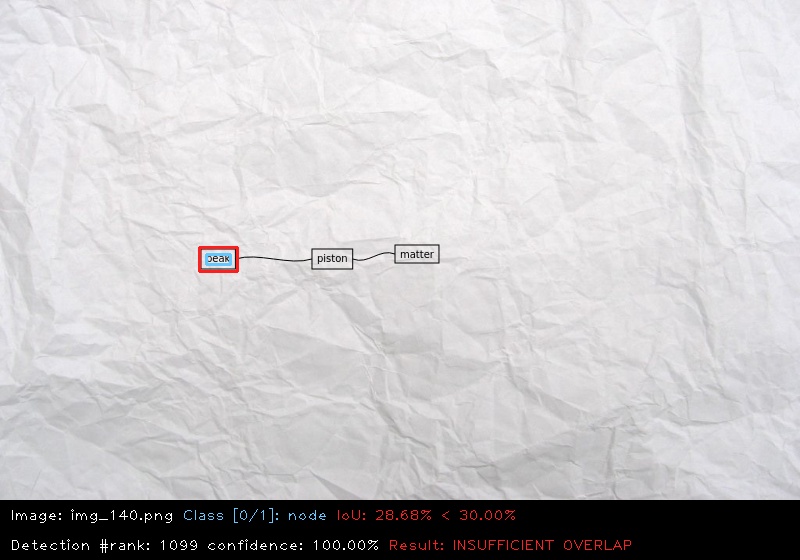 peak
piston
matter
Image: img_140.png Class [0/1]: node IoU: 28.68% < 30.00%
Detection #rank: 1099 confidence: 100.00% Result: INSUFFICIENT OVERLAP